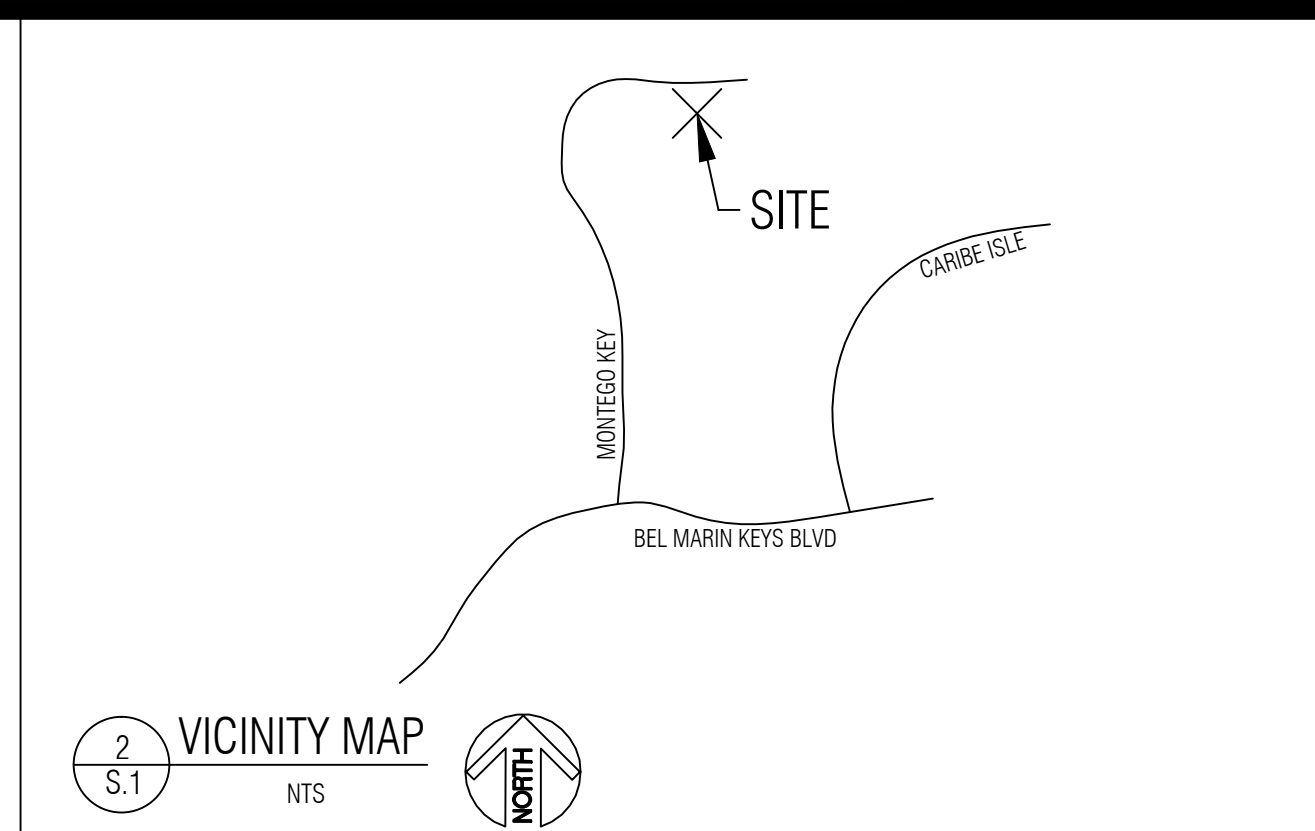 SITE
CARIBE ISLE
MONTEGO KEY
BEL MARIN KEYS BLVD
2
S.1
VICINITY MAP
NTS
NORTH